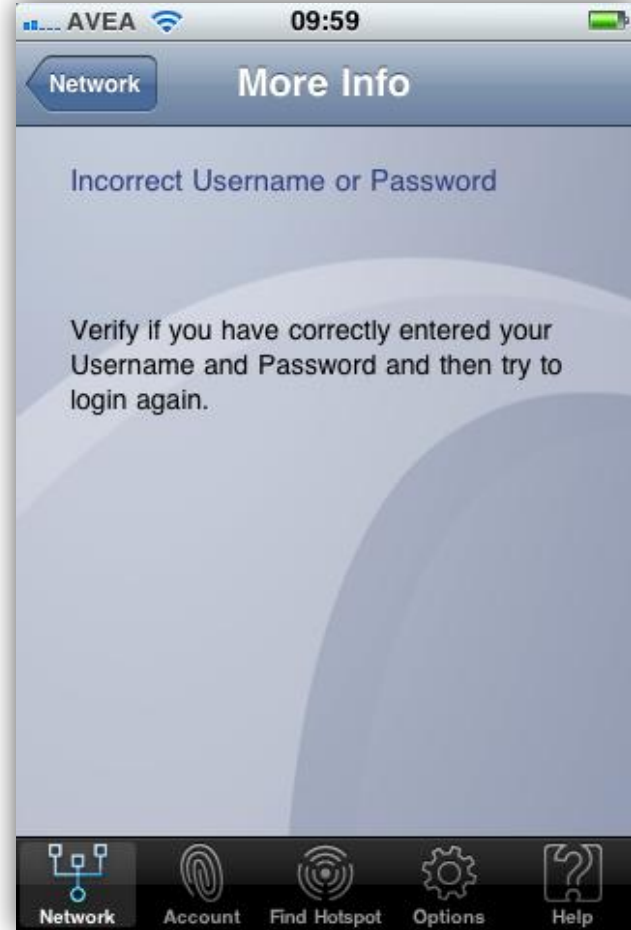 AVEA 09:59
Network More Info
Incorrect Username or Password
Verify if you have correctly entered your
Username and Password and then try to
login again.
Network Account Find Hotspot Options Help